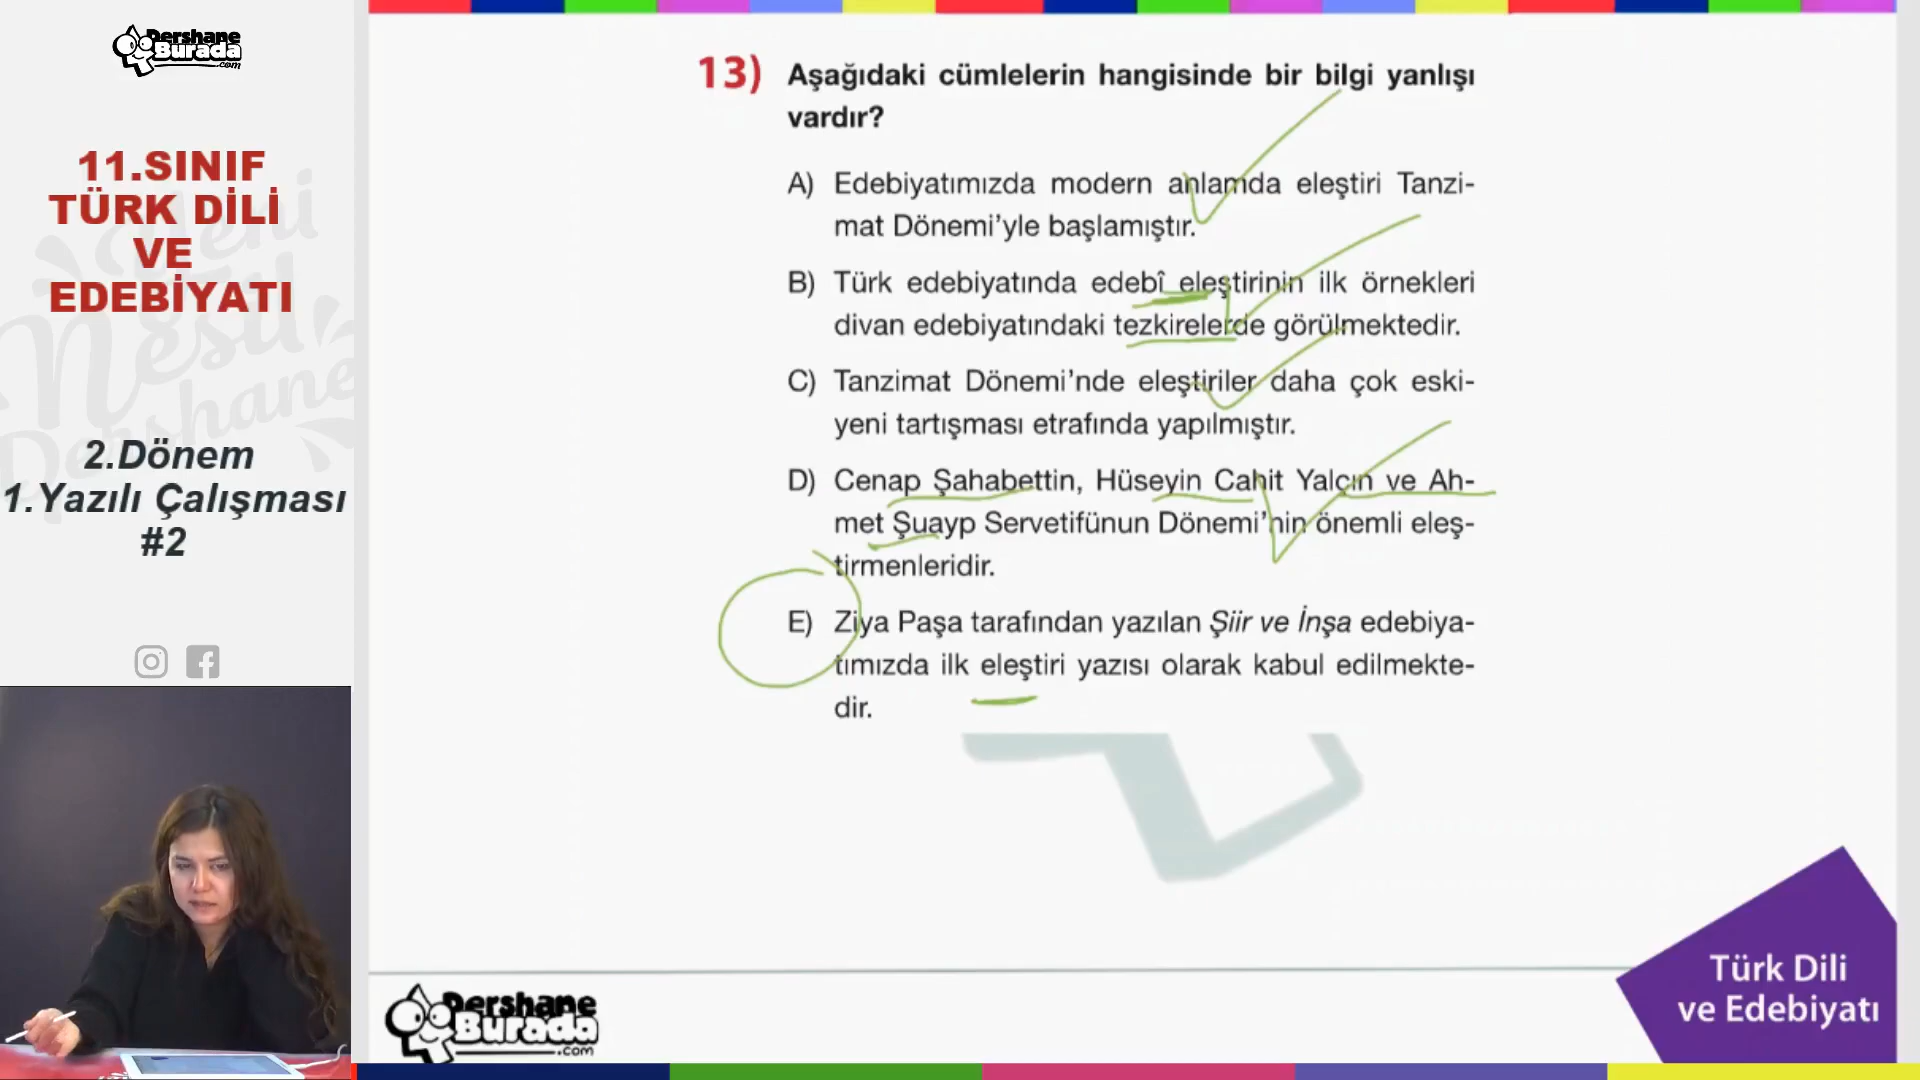 Dershane
Burada
.com
11.SINIF
TÜRK DİLİ
VE
EDEBİYATI
Yeni
Nesil
Dershane
2.Dönem
1.Yazılı Çalışması
#2
13) Aşağıdaki cümlelerin hangisinde bir bilgi yanlışı
vardır?
A) Edebiyatımızda modern anlamda eleştiri Tanzi-
mat Dönemi’yle başlamıştır.
B) Türk edebiyatında edebî eleştirinin ilk örnekleri
divan edebiyatındaki tezkirelerde görülmektedir.
C) Tanzimat Dönemi’nde eleştiriler daha çok eski-
yeni tartışması etrafında yapılmıştır.
D) Cenap Şahabettin, Hüseyin Cahit Yalçın ve Ah-
met Şuayp Servetifünun Dönemi’nin önemli eleş-
tirmenleridir.
E) Ziya Paşa tarafından yazılan Şiir ve İnşa edebiya-
tımızda ilk eleştiri yazısı olarak kabul edilmekte-
dir.
Dershane
Burada
.com
Türk Dili
ve Edebiyatı